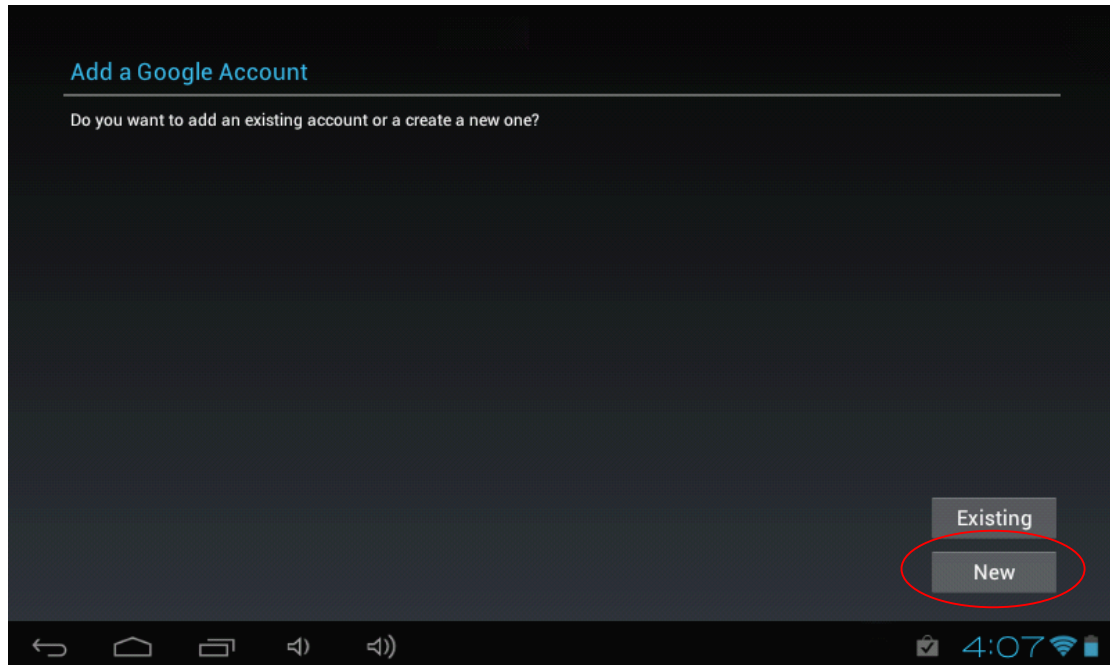 Add a Google Account
Do you want to add an existing account or a create a new one?
Existing
New
4:07